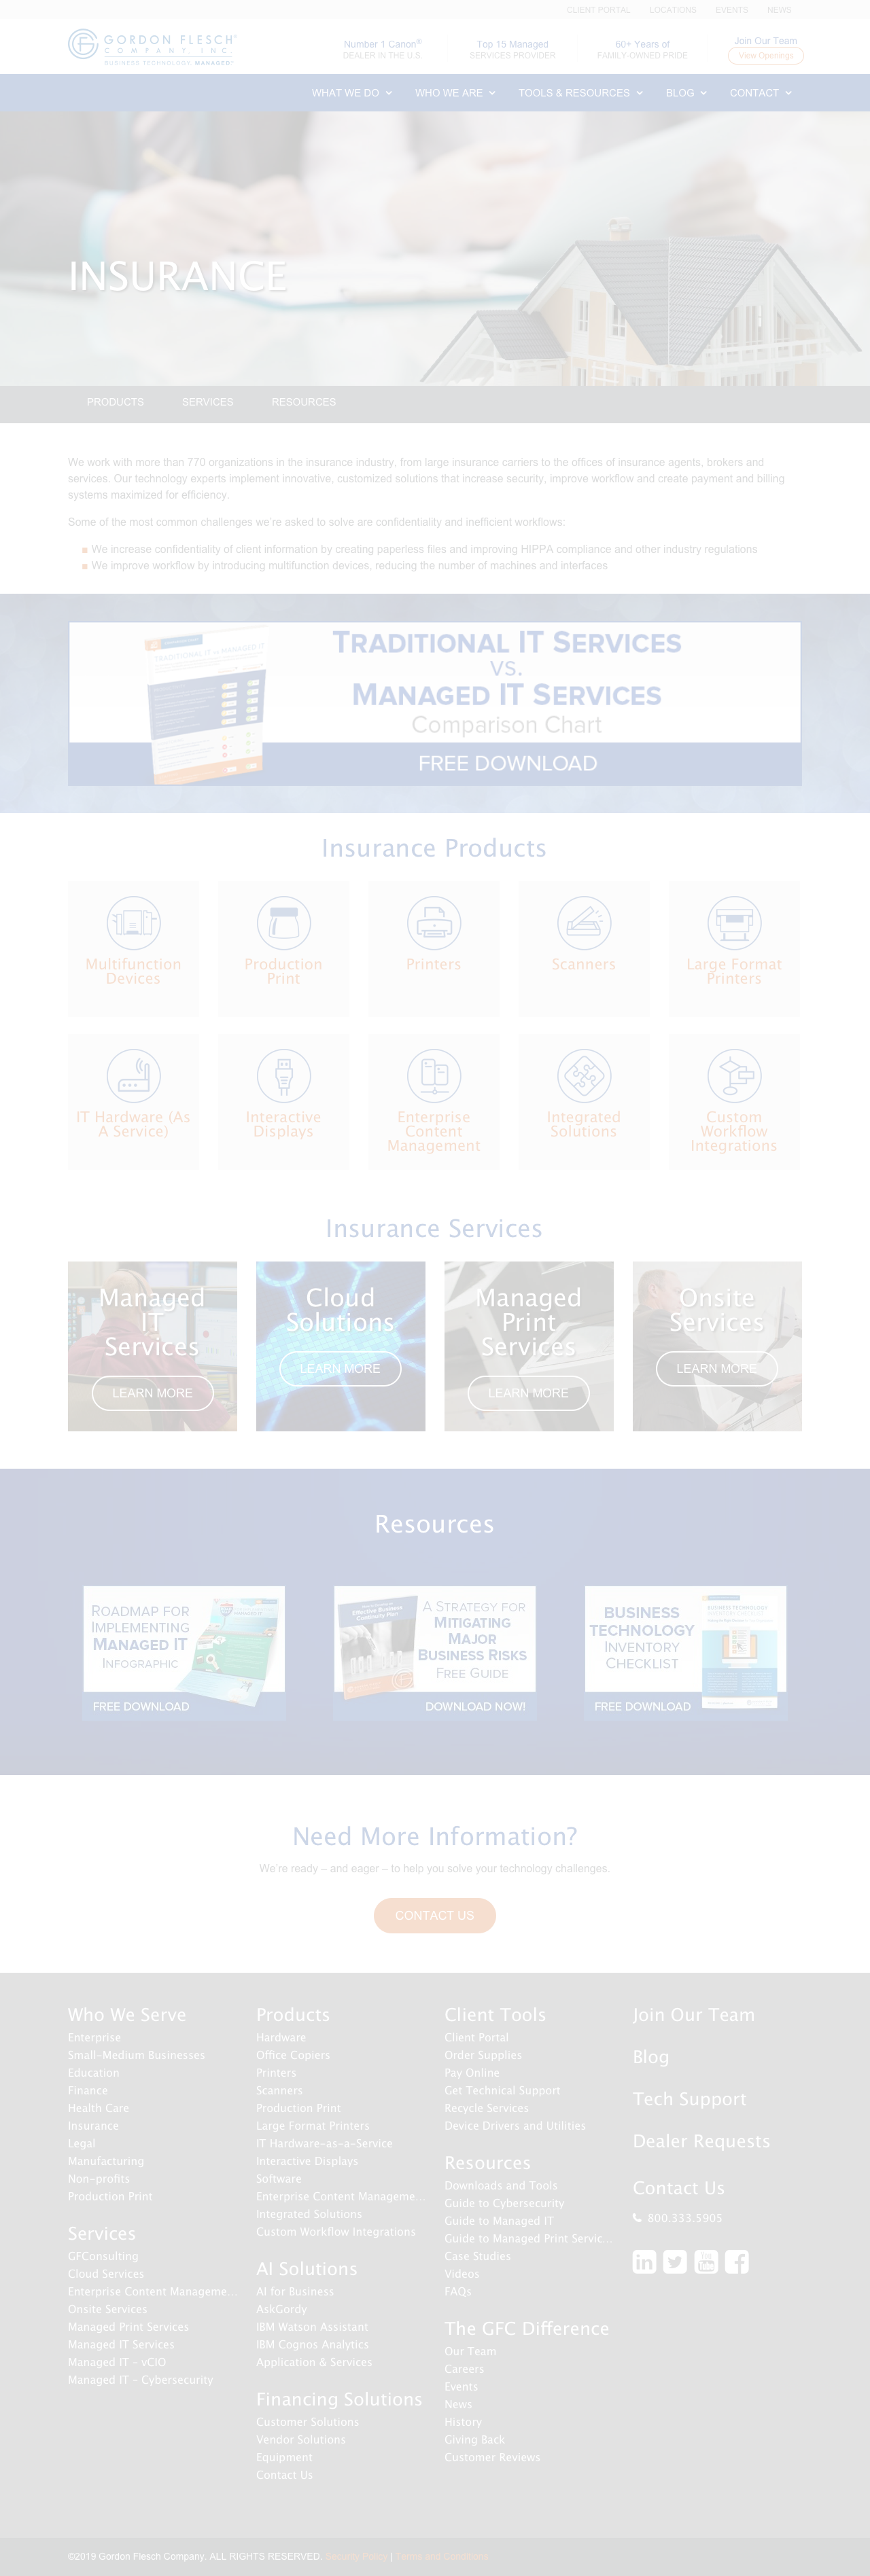 CLIENT PORTAL LOCATIONS EVENTS NEWS
GORDON FLESCH®
COMPANY, INC.
BUSINESS TECHNOLOGY, MANAGED.®
Number 1 Canon®
DEALER IN THE U.S.
Top 15 Managed
SERVICES PROVIDER
60+ Years of
FAMILY-OWNED PRIDE
Join Our Team
View Openings
WHAT WE DO WHO WE ARE TOOLS & RESOURCES BLOG CONTACT
INSURANCE
PRODUCTS SERVICES RESOURCES
We work with more than 770 organizations in the insurance industry, from large insurance carriers to the offices of insurance agents, brokers and
services. Our technology experts implement innovative, customized solutions that increase security, improve workflow and create payment and billing
systems maximized for efficiency.
Some of the most common challenges we're asked to solve are confidentiality and inefficient workflows:
We increase confidentiality of client information by creating paperless files and improving HIPPA compliance and other industry regulations
We improve workflow by introducing multifunction devices, reducing the number of machines and interfaces
TRADITIONAL IT SERVICES
VS.
MANAGED IT SERVICES
Comparison Chart
FREE DOWNLOAD
Insurance Products
Multifunction
Devices
Production
Print
Printers
Scanners
Large Format
Printers
IT Hardware (As
A Service)
Interactive
Displays
Enterprise
Content
Management
Integrated
Solutions
Custom
Workflow
Integrations
Insurance Services
Managed
IT
Services
LEARN MORE
Cloud
Solutions
LEARN MORE
Managed
Print
Services
LEARN MORE
Onsite
Services
LEARN MORE
Resources
ROADMAP FOR
IMPLEMENTING
MANAGED IT
INFOGRAPHIC
FREE DOWNLOAD
Effective Business
Continuity Plan
A STRATEGY FOR
MITIGATING
MAJOR
BUSINESS RISKS
FREE GUIDE
DOWNLOAD NOW!
BUSINESS
TECHNOLOGY
INVENTORY
CHECKLIST
FREE DOWNLOAD
Need More Information?
We're ready – and eager – to help you solve your technology challenges.
CONTACT US
Who We Serve
Enterprise
Small-Medium Businesses
Education
Finance
Health Care
Insurance
Legal
Manufacturing
Non-profits
Production Print
Services
GFConsulting
Cloud Services
Enterprise Content Manageme...
Onsite Services
Managed Print Services
Managed IT Services
Managed IT - vCIO
Managed IT - Cybersecurity
Products
Hardware
Office Copiers
Printers
Scanners
Production Print
Large Format Printers
IT Hardware-as-a-Service
Interactive Displays
Software
Enterprise Content Manageme...
Integrated Solutions
Custom Workflow Integrations
AI Solutions
AI for Business
AskGordy
IBM Watson Assistant
IBM Cognos Analytics
Application & Services
Financing Solutions
Customer Solutions
Vendor Solutions
Equipment
Contact Us
Client Tools
Client Portal
Order Supplies
Pay Online
Get Technical Support
Recycle Services
Device Drivers and Utilities
Resources
Downloads and Tools
Guide to Cybersecurity
Guide to Managed IT
Guide to Managed Print Servic...
Case Studies
Videos
FAQs
The GFC Difference
Our Team
Careers
Events
News
History
Giving Back
Customer Reviews
Join Our Team
Blog
Tech Support
Dealer Requests
Contact Us
800.333.5905
©2019 Gordon Flesch Company. ALL RIGHTS RESERVED. Security Policy | Terms and Conditions